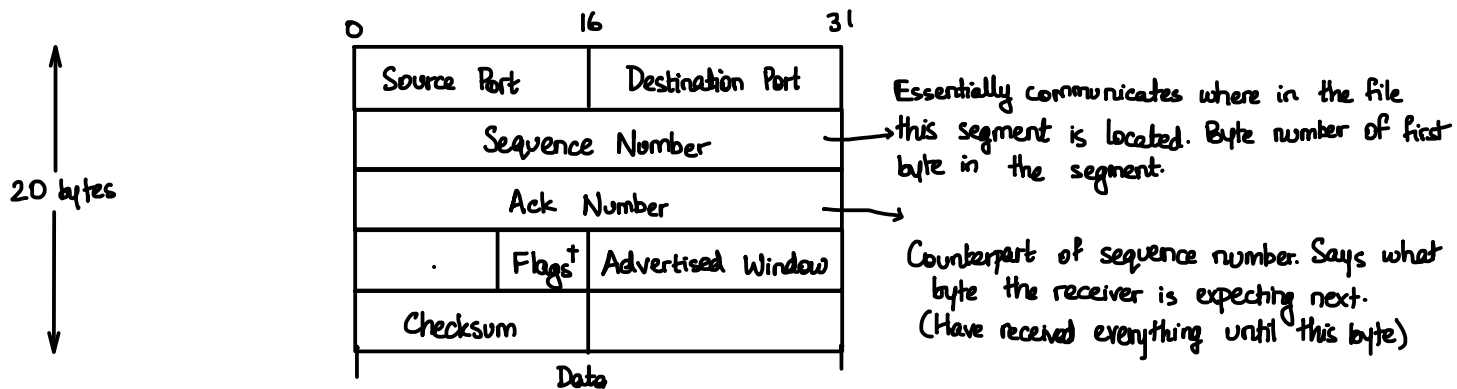 0 16 31
Source Port Destination Port
Sequence Number
Ack Number
. Flags† Advertised Window
Checksum
Data
20 bytes
Essentially communicates where in the file
this segment is located. Byte number of first
byte in the segment.
Counterpart of sequence number. Says what
byte the receiver is expecting next.
(Have received everything until this byte)